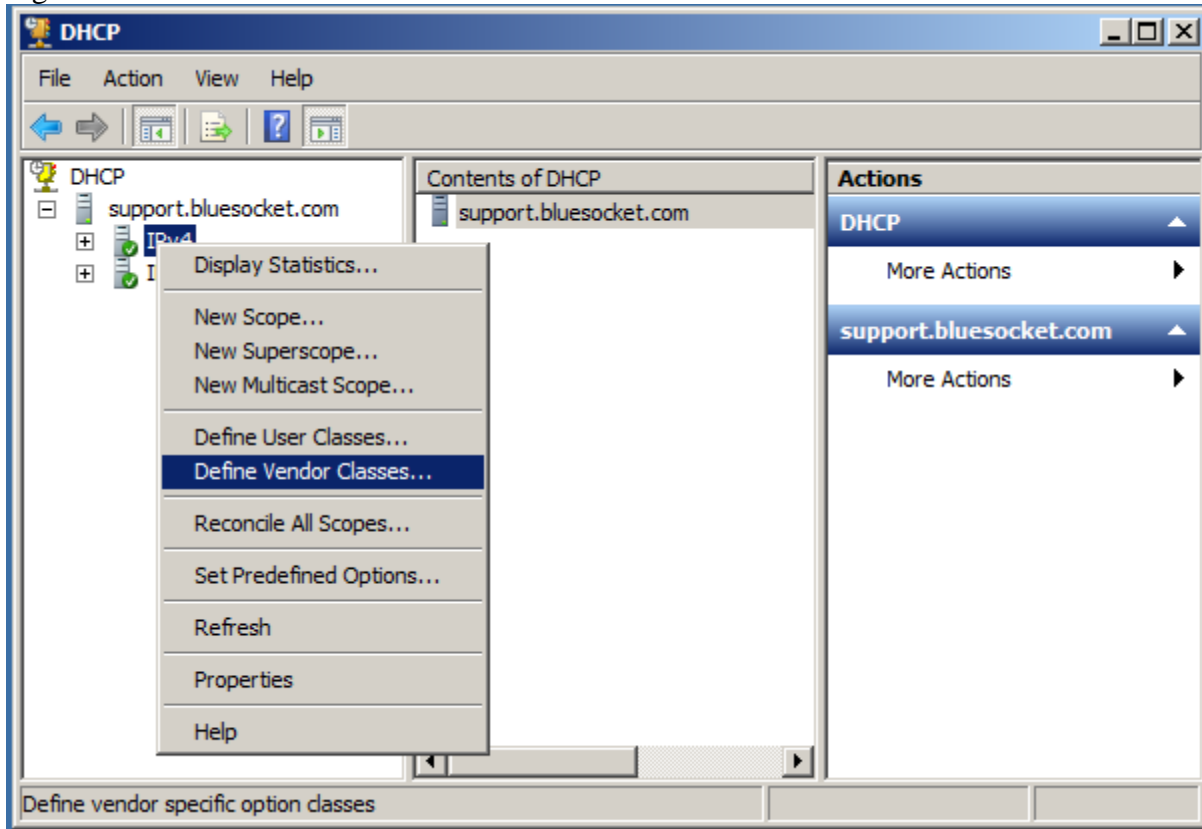 DHCP
File Action View Help
DHCP
support.bluesocket.com
IPv4
Display Statistics...
New Scope...
New Superscope...
New Multicast Scope...
Define User Classes...
Define Vendor Classes...
Reconcile All Scopes...
Set Predefined Options...
Refresh
Properties
Help
Contents of DHCP
support.bluesocket.com
Actions
DHCP
More Actions
support.bluesocket.com
More Actions
Define vendor specific option classes